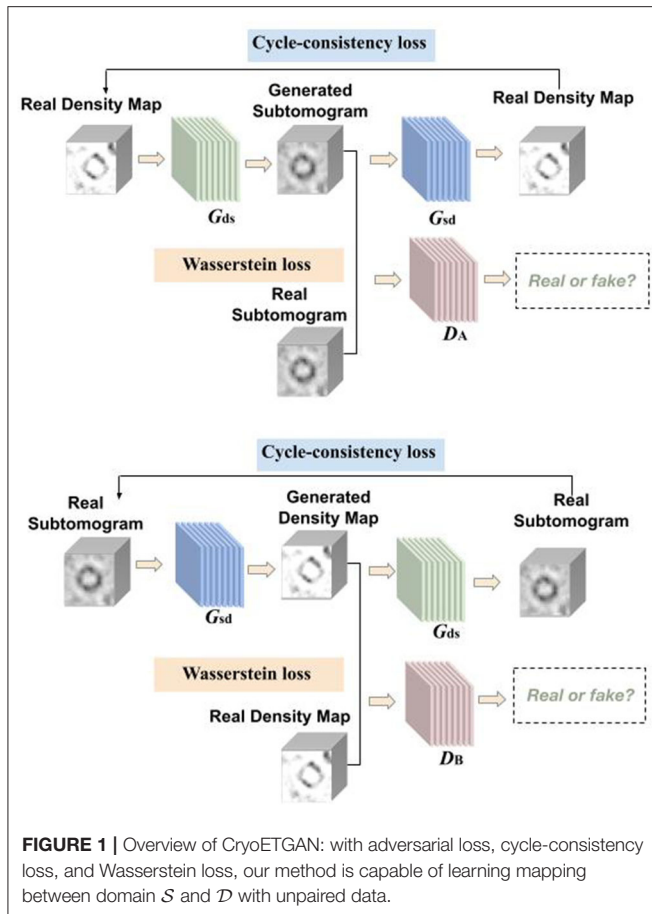 Cycle-consistency loss
Real Density Map
Generated
Subtomogram
Real Density Map
Gds
Gsd
Wasserstein loss
Real
Subtomogram
DA
Real or fake?
Cycle-consistency loss
Real
Subtomogram
Generated
Density Map
Real
Subtomogram
Gsd
Gds
Wasserstein loss
Real Density Map
DB
Real or fake?
FIGURE 1 | Overview of CryoETGAN: with adversarial loss, cycle-consistency
loss, and Wasserstein loss, our method is capable of learning mapping
between domain 𝒮 and 𝒟 with unpaired data.